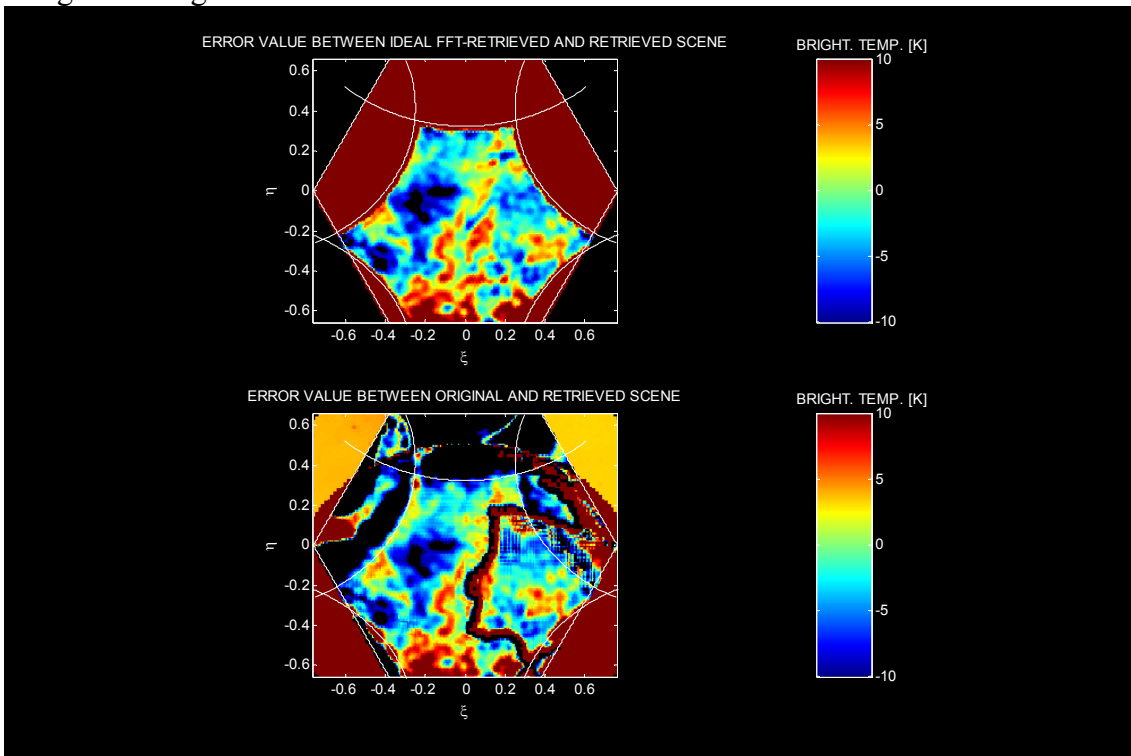 ERROR VALUE BETWEEN IDEAL FFT-RETRIEVED AND RETRIEVED SCENE
BRIGHT. TEMP. [K]
0.6
0.4
0.2
0
-0.2
-0.4
-0.6
η
-0.6 -0.4 -0.2 0 0.2 0.4 0.6
ξ
10
5
0
-5
-10
ERROR VALUE BETWEEN ORIGINAL AND RETRIEVED SCENE
BRIGHT. TEMP. [K]
0.6
0.4
0.2
0
-0.2
-0.4
-0.6
η
-0.6 -0.4 -0.2 0 0.2 0.4 0.6
ξ
10
5
0
-5
-10